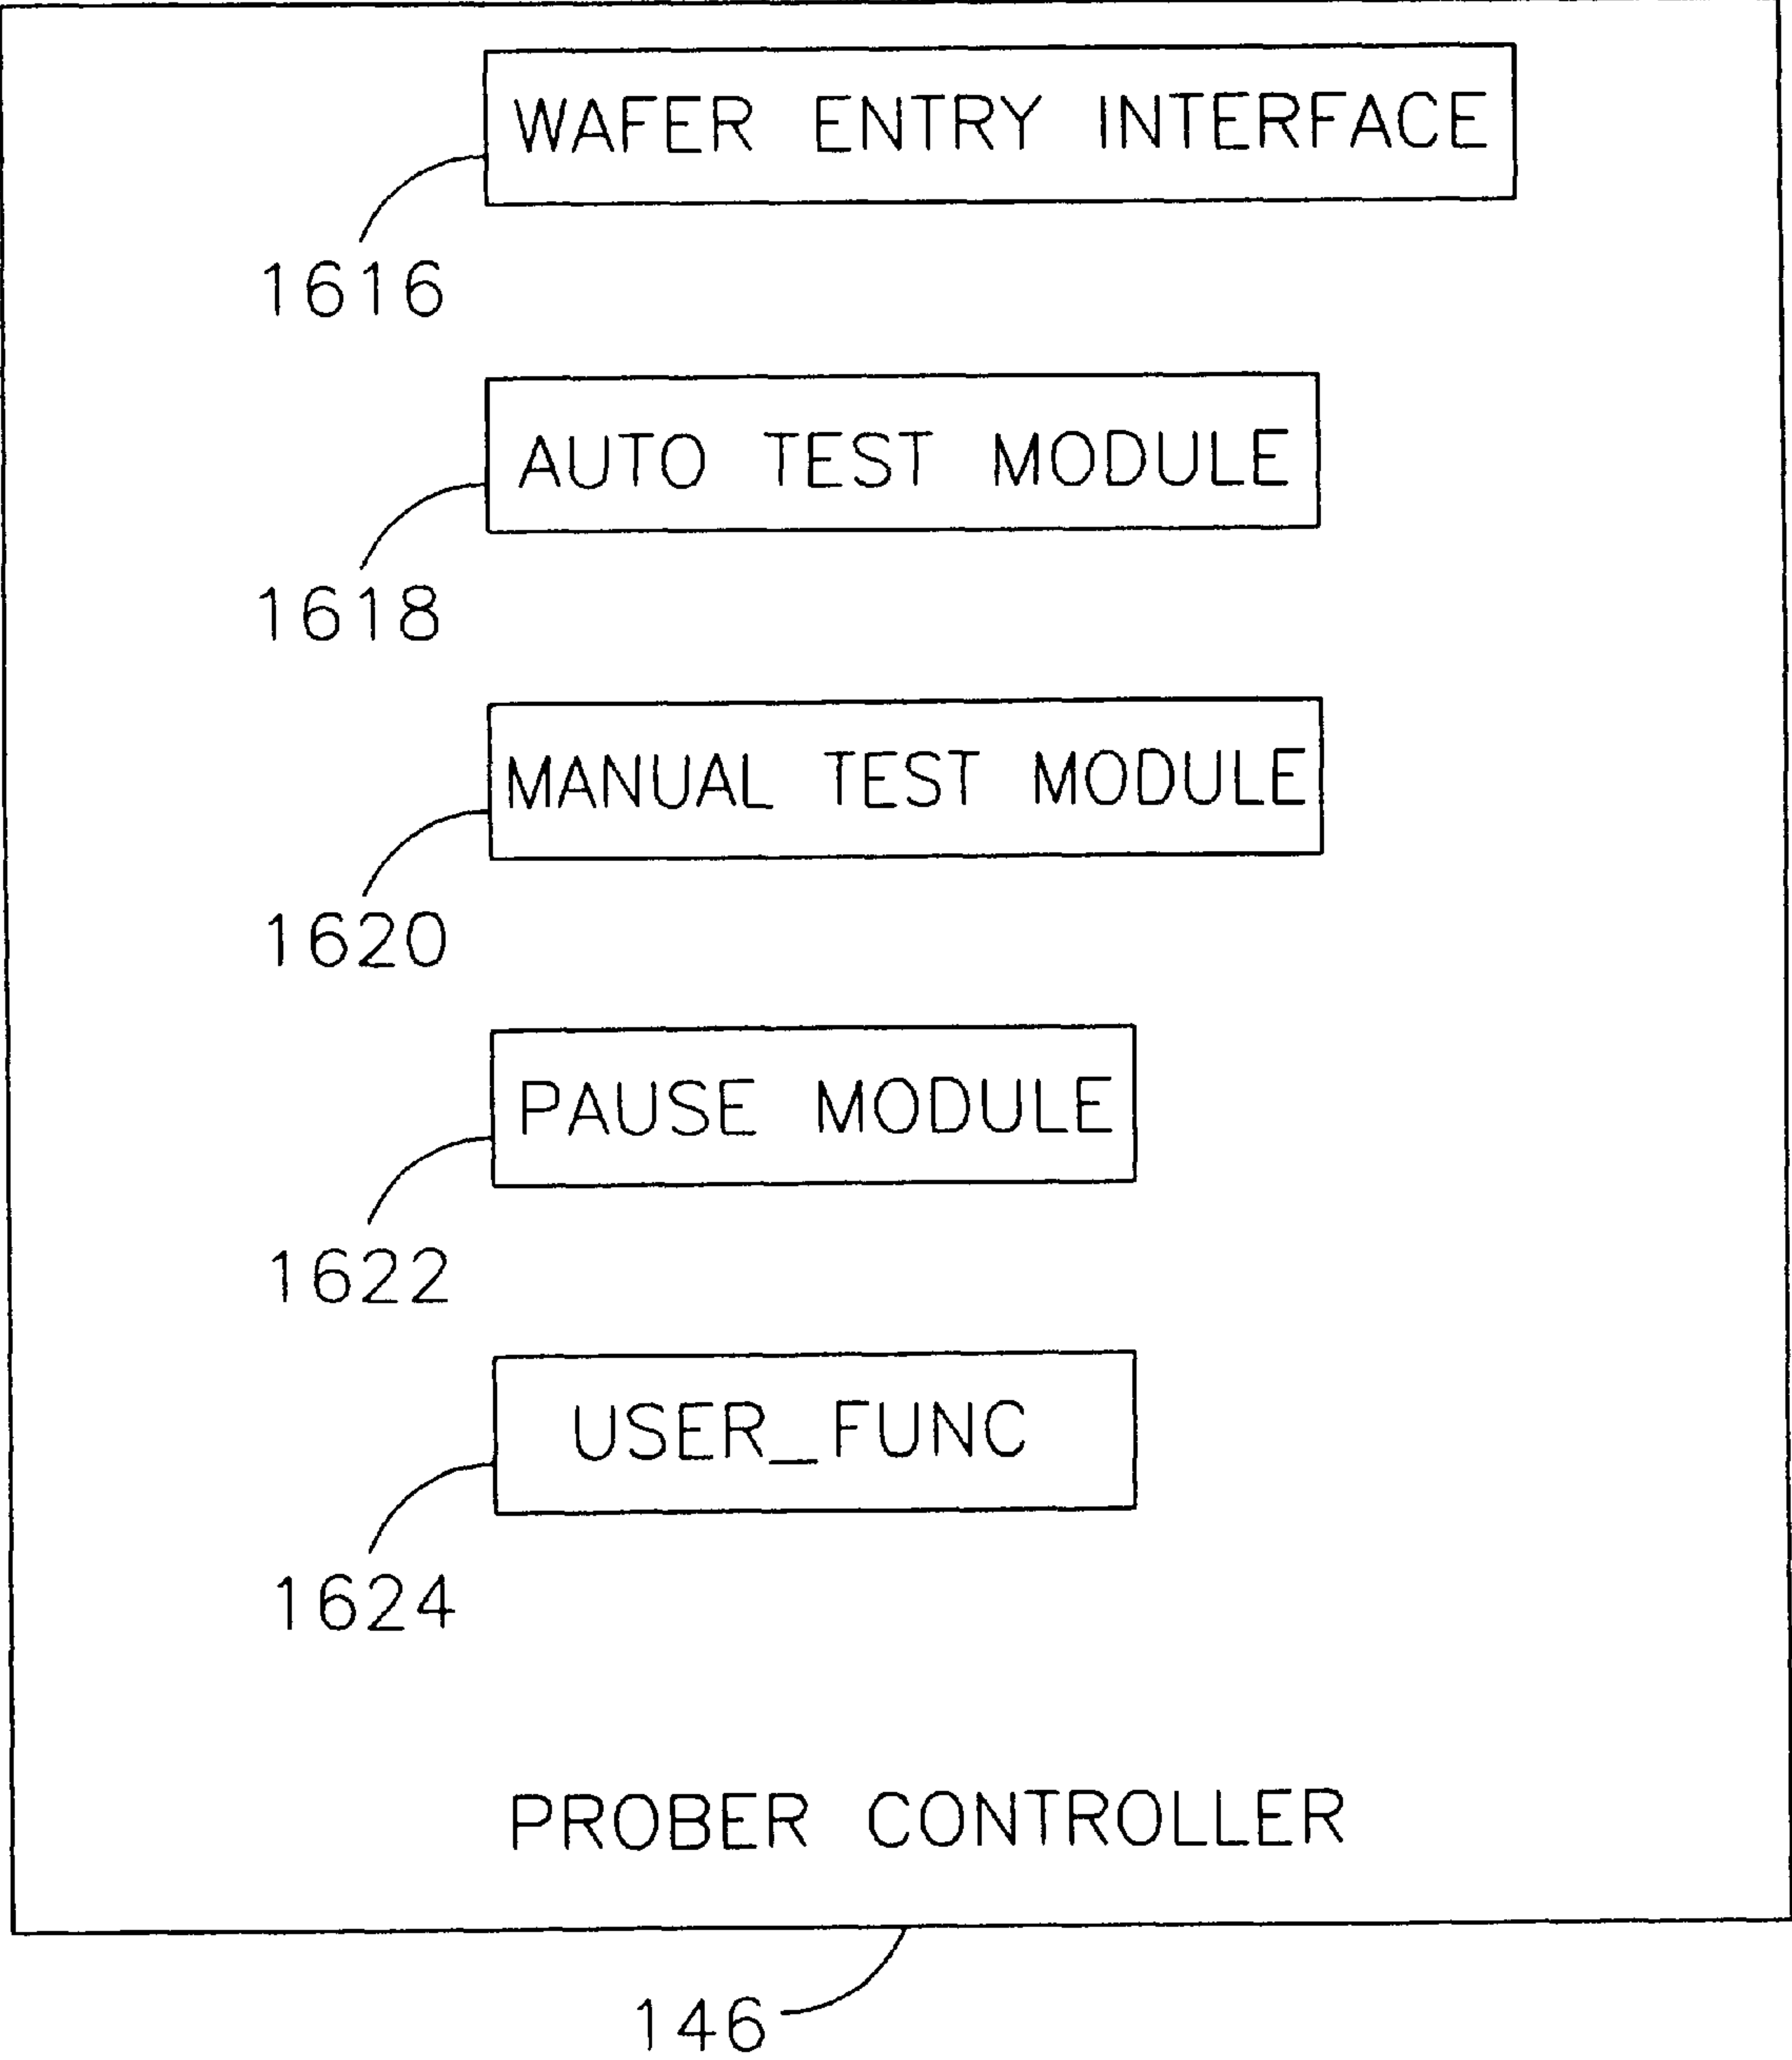 WAFER ENTRY INTERFACE
1616
AUTO TEST MODULE
1618
MANUAL TEST MODULE
1620
PAUSE MODULE
1622
USER_FUNC
1624
PROBER CONTROLLER
146